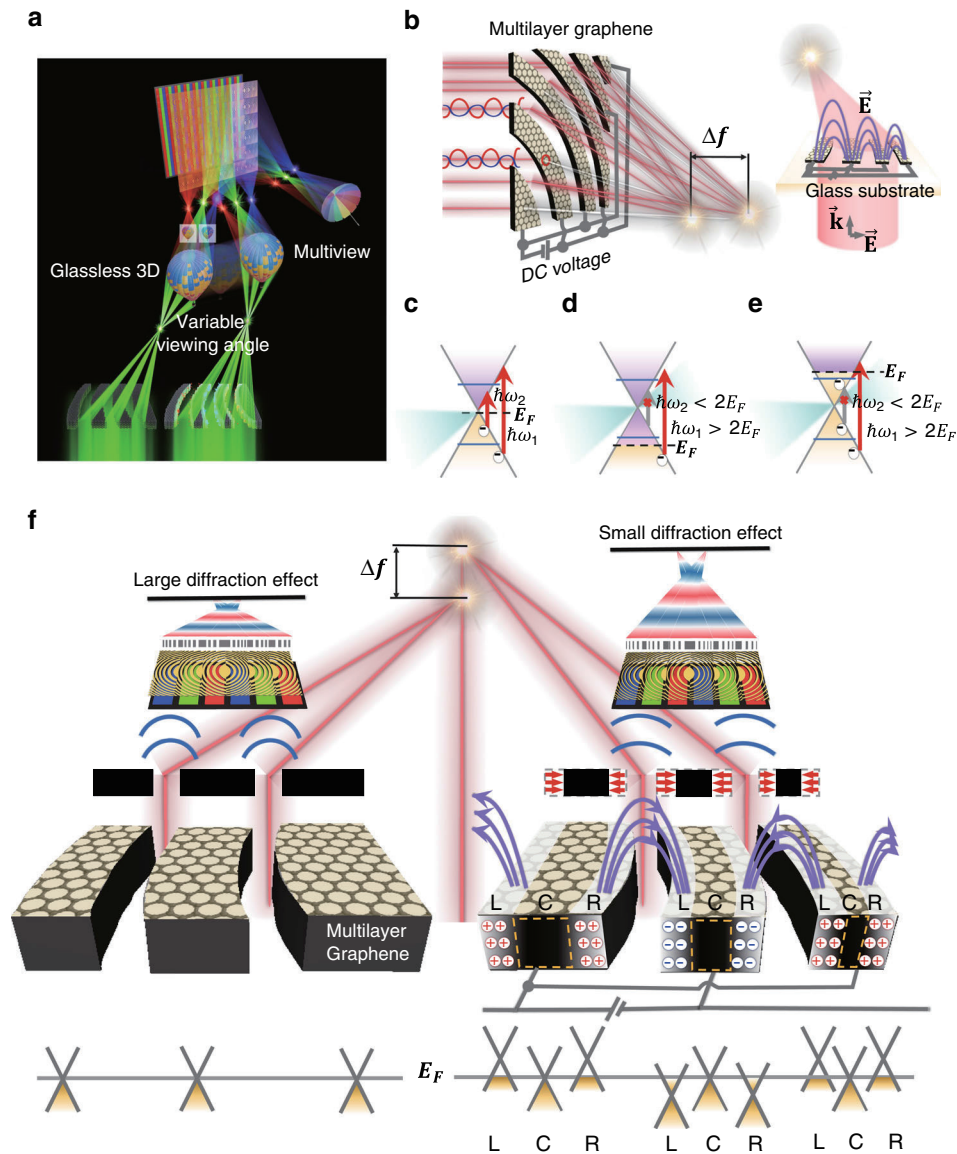 a
Glassless 3D
Multiview
Variable
viewing angle
b
Multilayer graphene
Δf
DC voltage
E⃗
Glass substrate
k⃗
E⃗
c
ℏω₂
E_F
ℏω₁
d
ℏω₂ < 2E_F
ℏω₁ > 2E_F
E_F
e
E_F
ℏω₂ < 2E_F
ℏω₁ > 2E_F
f
Large diffraction effect
Δf
Small diffraction effect
Multilayer
Graphene
L C R L C R L C R
E_F
L C R L C R L C R